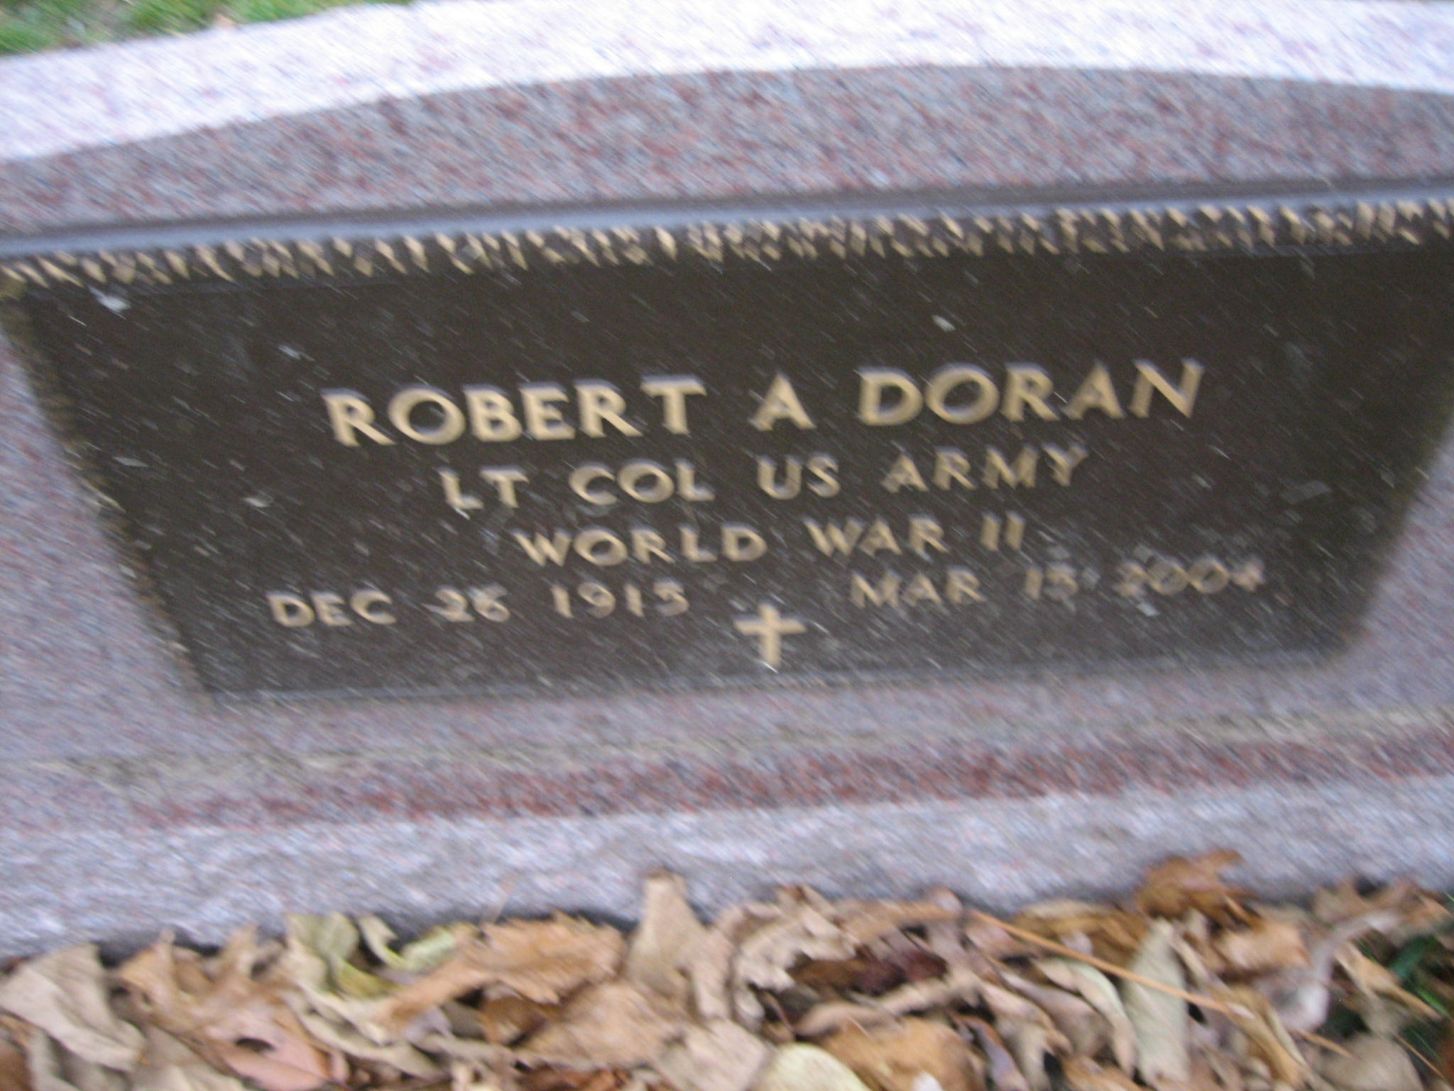 ROBERT A DORAN
LT COL US ARMY
WORLD WAR II
DEC 26 1915 MAR 15 2004